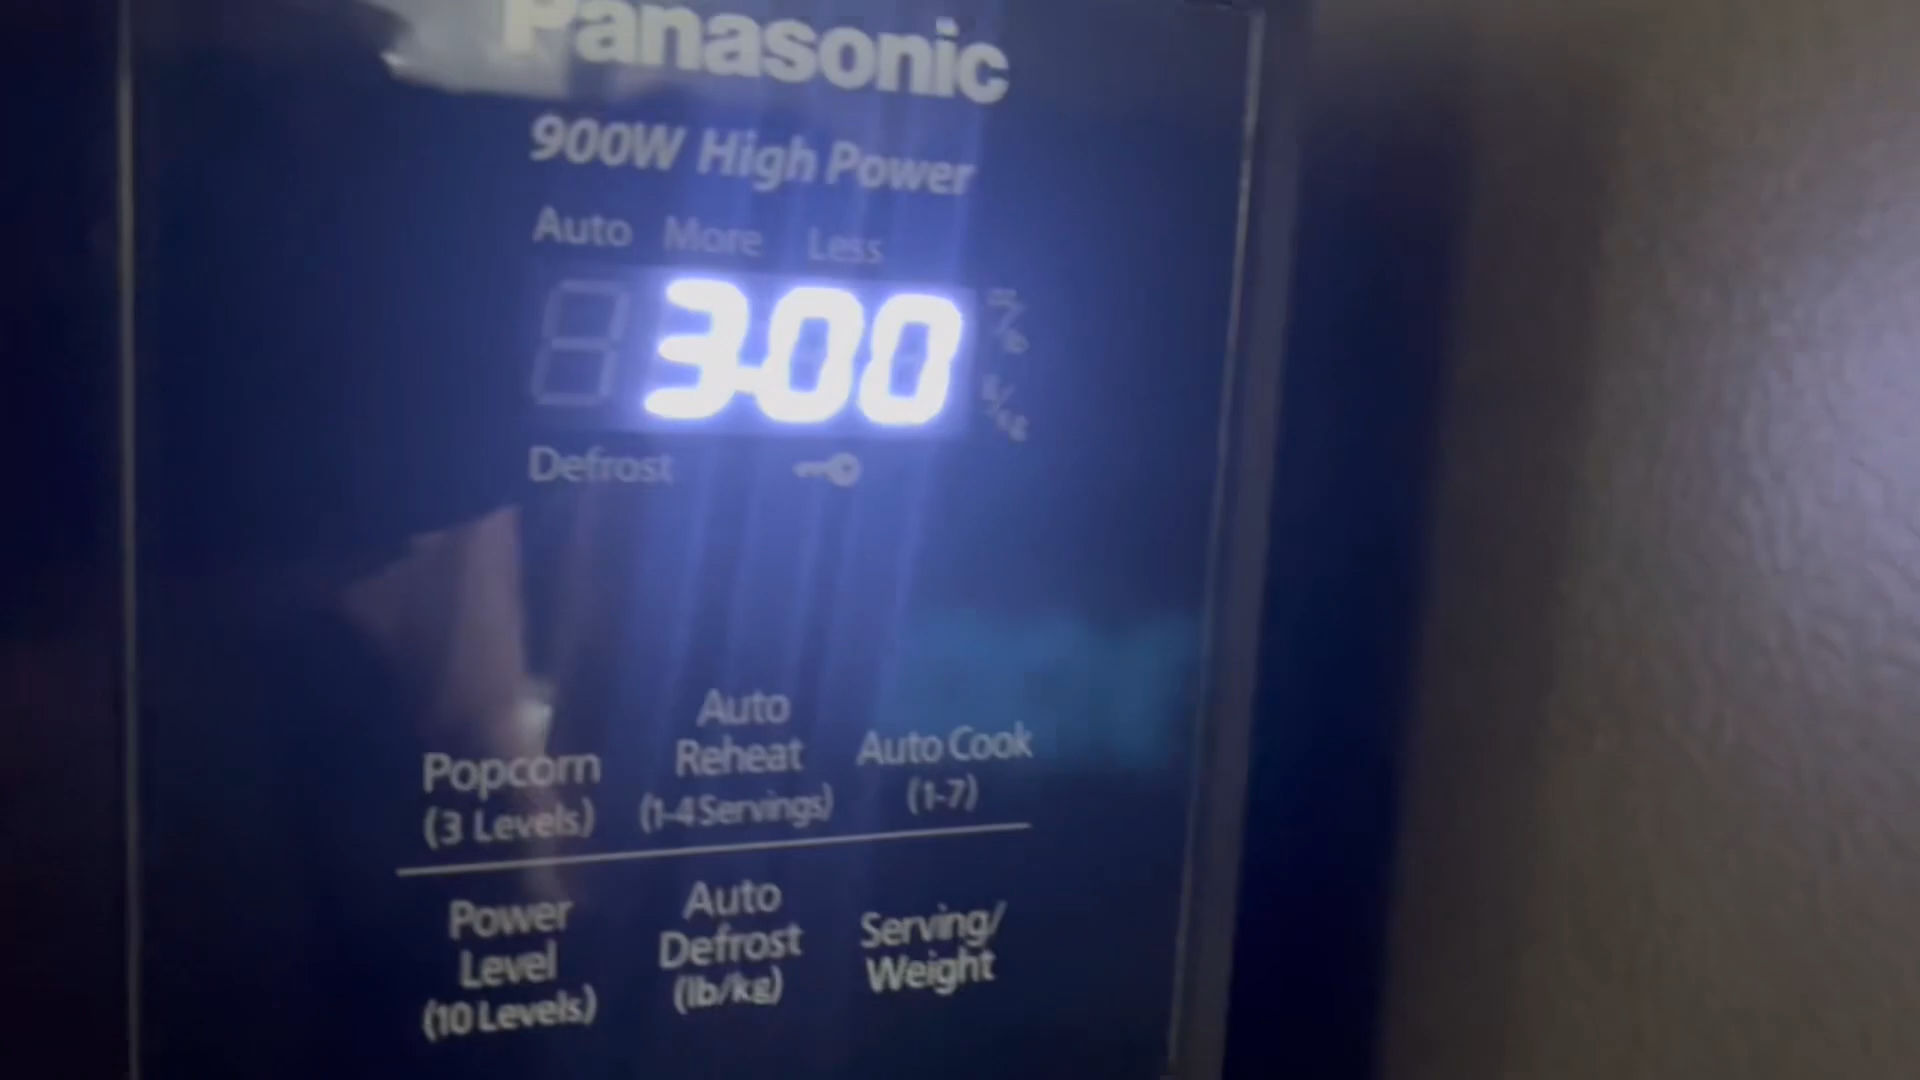 Panasonic
900W High Power
Auto More Less
3:00
Defrost
Popcorn
(3 Levels)
Auto
Reheat
(1-4 Servings)
Auto Cook
(1-7)
Power
Level
(10 Levels)
Auto
Defrost
(lb/kg)
Serving/
Weight